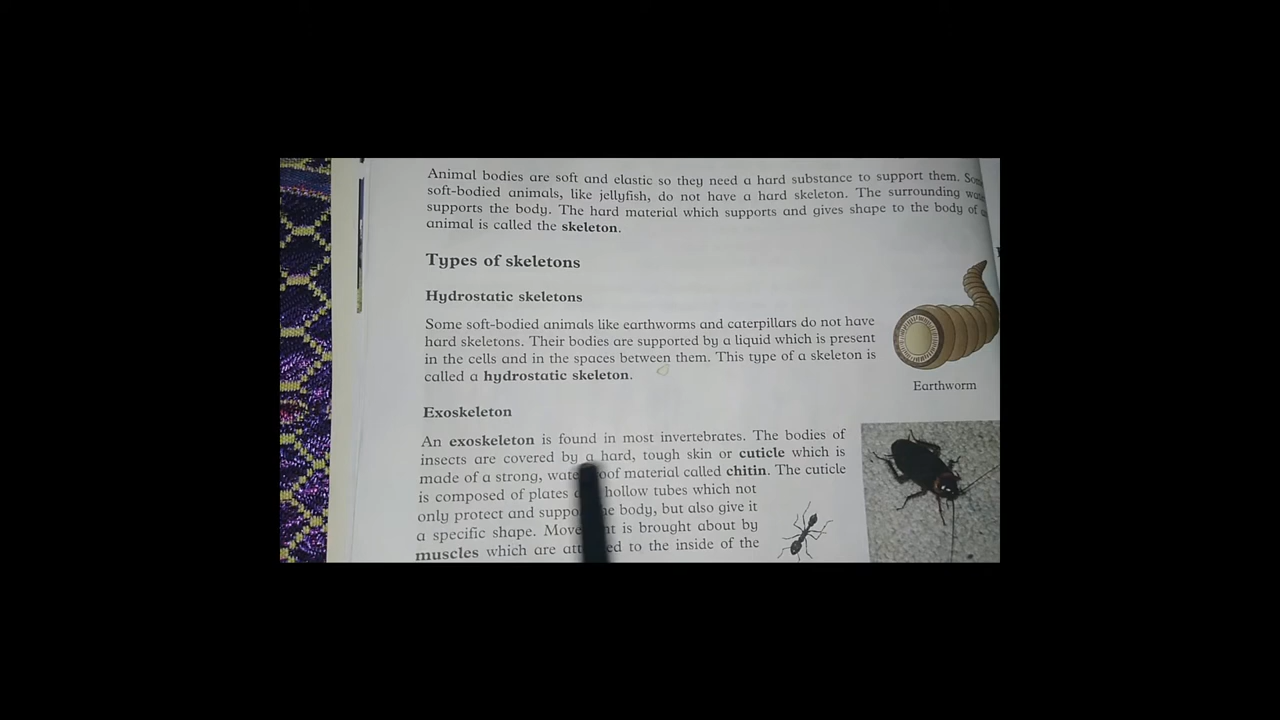 Animal bodies are soft and elastic so they need a hard substance to support them.
soft-bodied animals, like jellyfish, do not have a hard skeleton. The surrounding
supports the body. The hard material which supports and gives shape to the body of
animal is called the skeleton.
Types of skeletons
Hydrostatic skeletons
Some soft-bodied animals like earthworms and caterpillars do not have
hard skeletons. Their bodies are supported by a liquid which is present
in the cells and in the spaces between them. This type of a skeleton is
called a hydrostatic skeleton.
Earthworm
Exoskeleton
An exoskeleton is found in most invertebrates. The bodies of
insects are covered by a hard, tough skin or cuticle which is
made of a strong, material called chitin. The cuticle
is composed of plates hollow tubes which not
only protect and body, but also give it
a specific shape. is brought about by
muscles which are to the inside of the